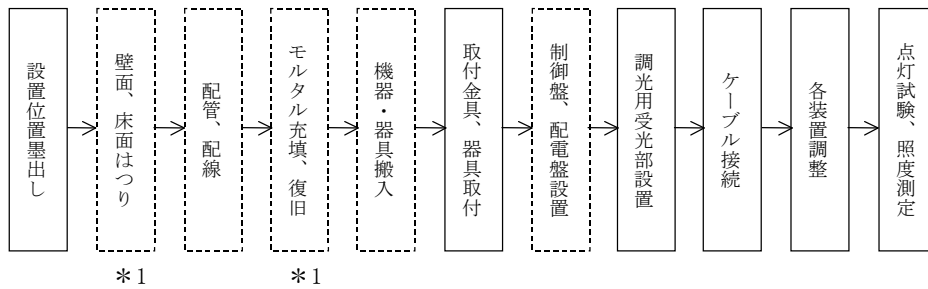 設置位置墨出し
壁面、床面はつり
配管、配線
モルタル充填、復旧
機器・器具搬入
取付金具、器具取付
制御盤、配電盤設置
調光用受光部設置
ケーブル接続
各装置調整
点灯試験、照度測定
＊1
＊1